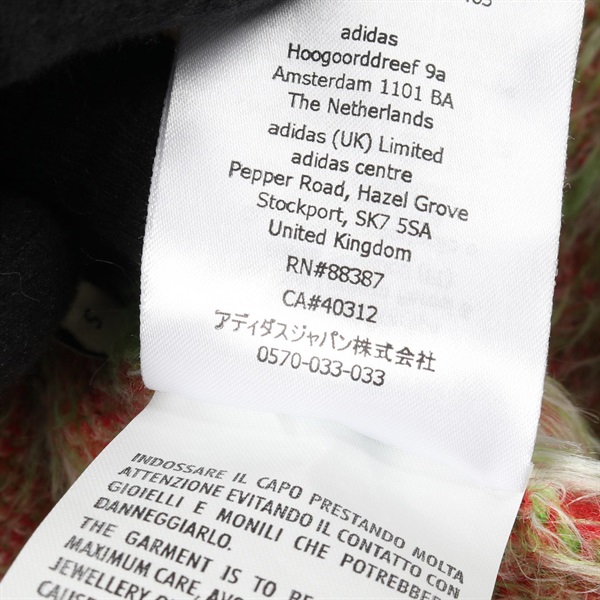 adidas
Hoogoorddreef 9a
Amsterdam 1101 BA
The Netherlands
adidas (UK) Limited
adidas centre
Pepper Road, Hazel Grove
Stockport, SK7 5SA
United Kingdom
RN#88387
CA#40312
アディダスジャパン株式会社
0570-033-033
S
INDOSSARE IL CAPO PRESTANDO MOLTA
ATTENZIONE EVITANDO IL CONTATTO CON
GIOIELLI E MONILI CHE POTREBBER
DANNEGGIARLO.
THE GARMENT IS TO BE
MAXIMUM CARE, AVO
JEWELLERY O
CAUSE